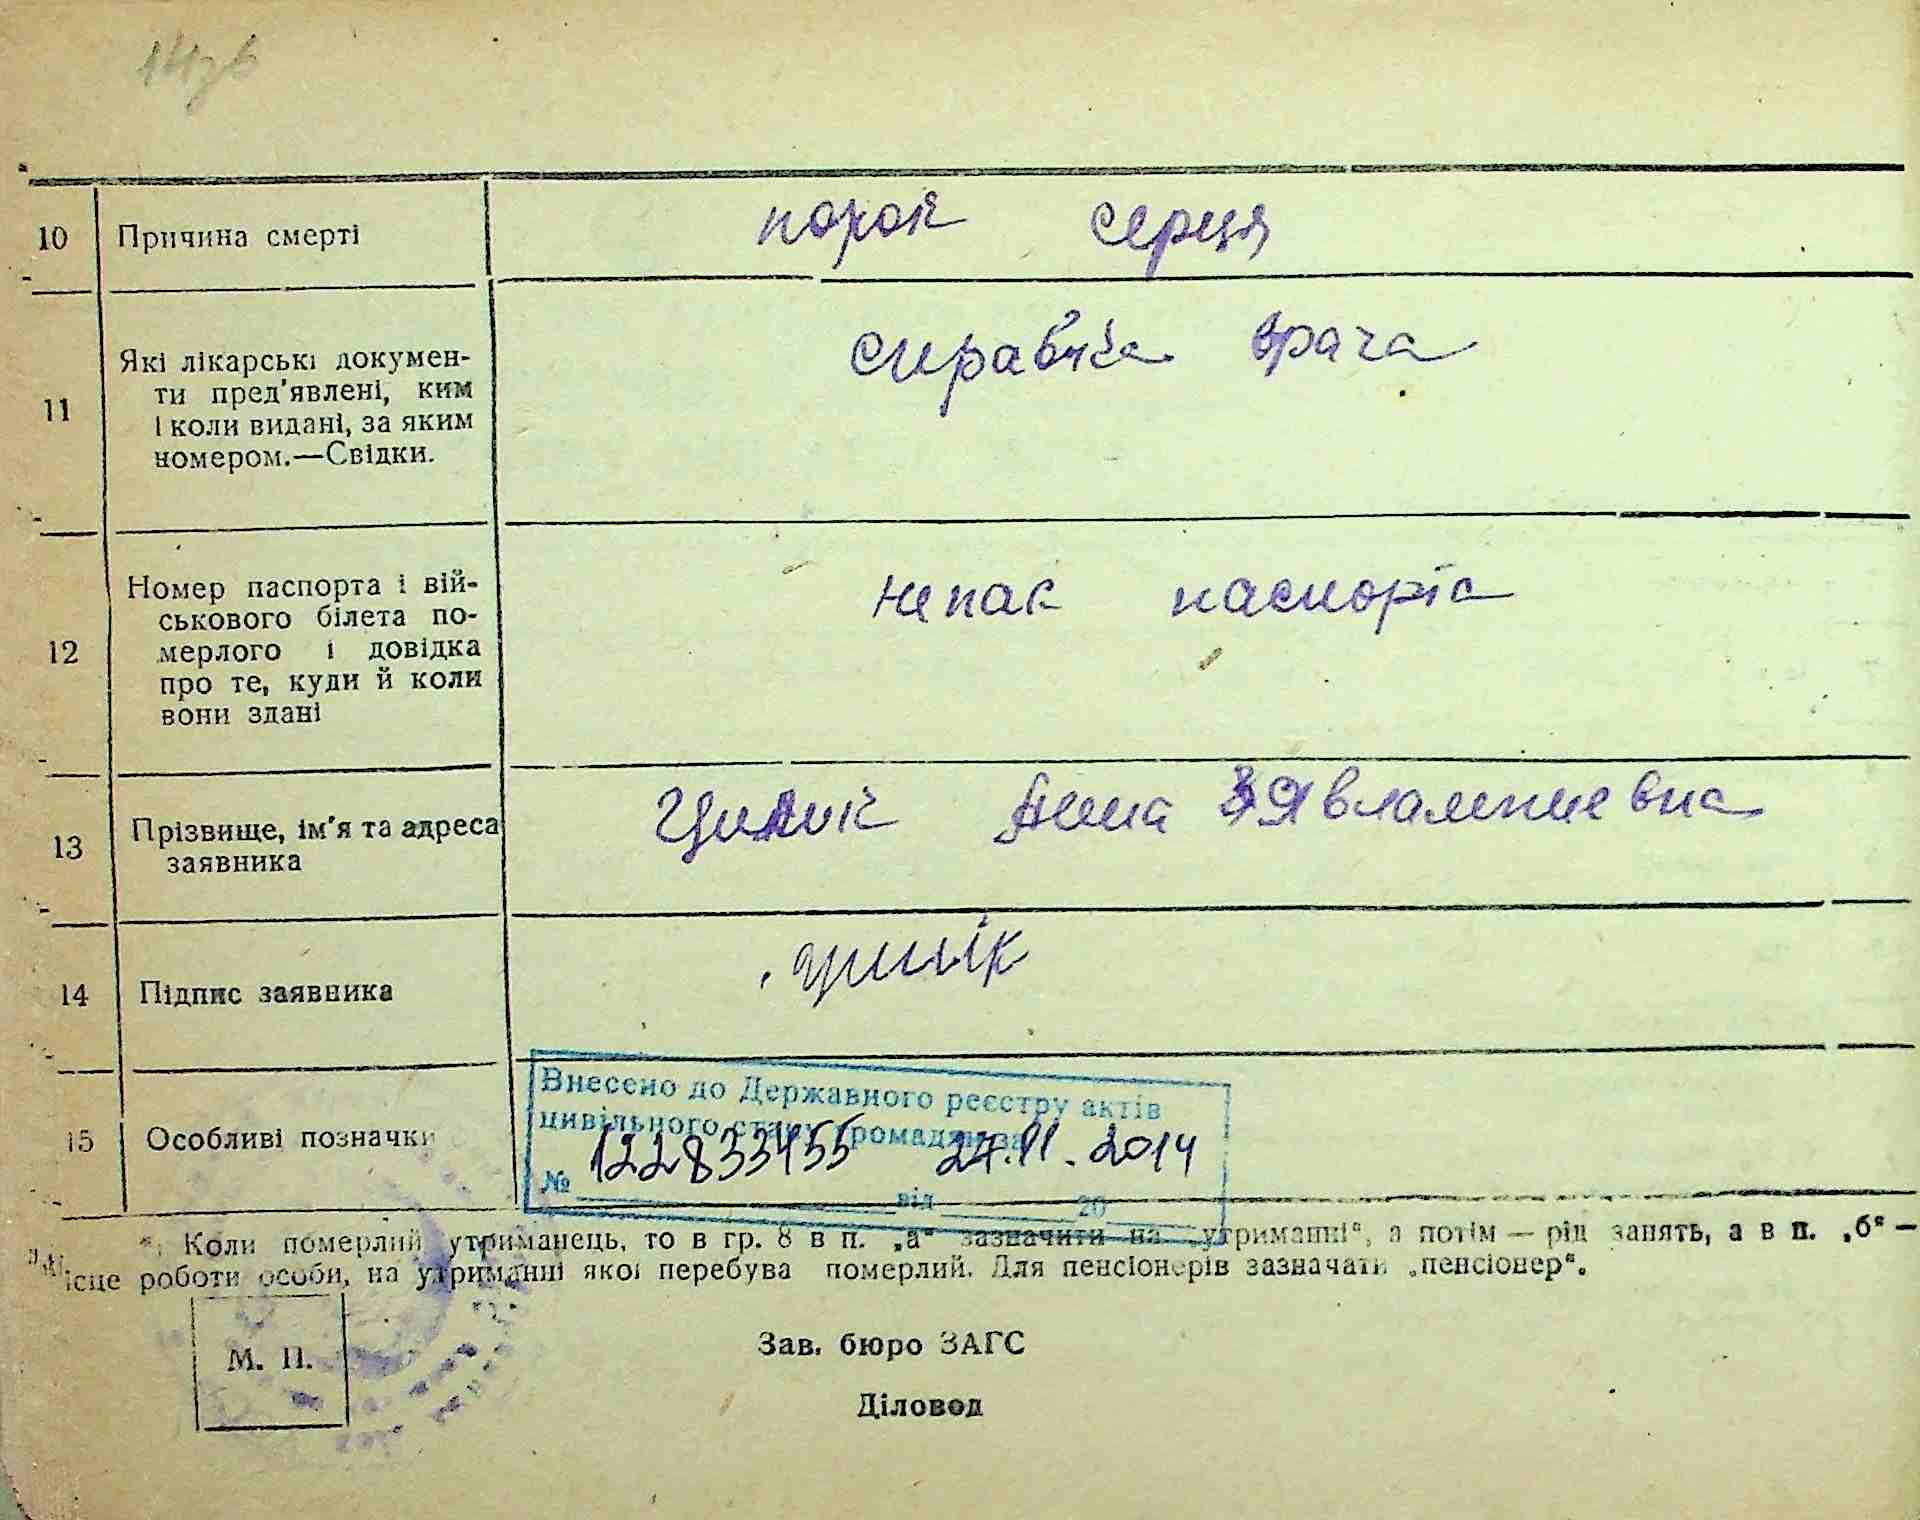 10 Причина смерті порок серця
11 Які лікарські докумен-
ти пред'явлені, ким
і коли видані, за яким
номером.—Свідки.
справка врача
12 Номер паспорта і вій-
ськового білета по-
мерлого і довідка
про те, куди й коли
вони здані
паспорта
13 Прізвище, ім'я та адреса
заявника
Анна
14 Підпис заявника
15 Особливі позначки
Внесено до Державного реєстру актів
цивільного стану громадян за
№ 122833455 від 27.11.2014 20
*) Коли померлий утриманець, то в гр. 8 в п. „а" зазначити на „утриманні", а потім — рід занять, а в п. „б" —
місце роботи особи, на утриманні якої перебува померлий. Для пенсіонерів зазначати „пенсіонер".
М. П.
Зав. бюро ЗАГС
Діловод